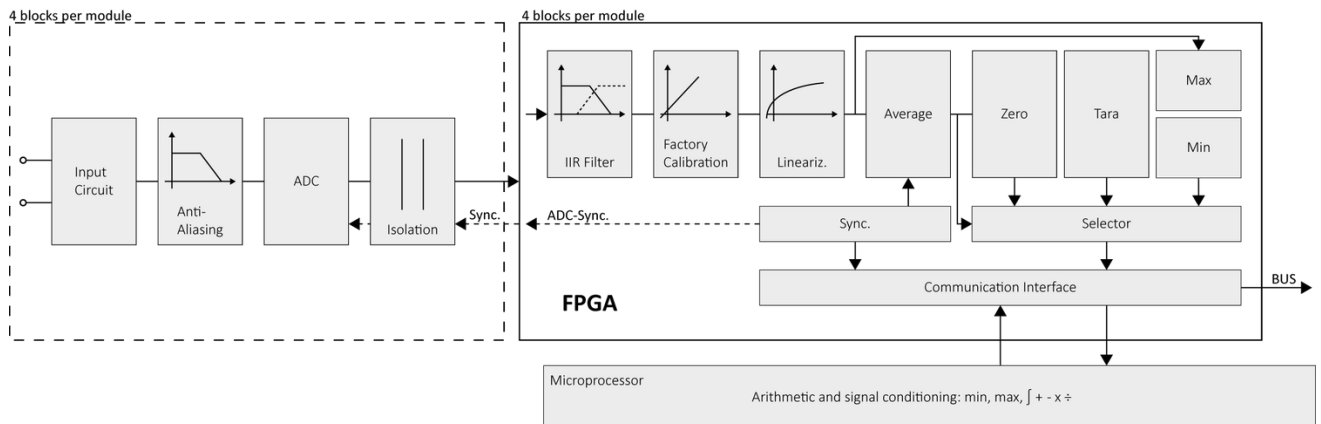 4 blocks per module
4 blocks per module
Input
Circuit
Anti-
Aliasing
ADC
Isolation
Sync.
ADC-Sync.
IIR Filter
Factory
Calibration
Lineariz.
Average
Zero
Tara
Max
Min
Sync.
Selector
Communication Interface
BUS
FPGA
Microprocessor
Arithmetic and signal conditioning: min, max, ∫ + - x ÷